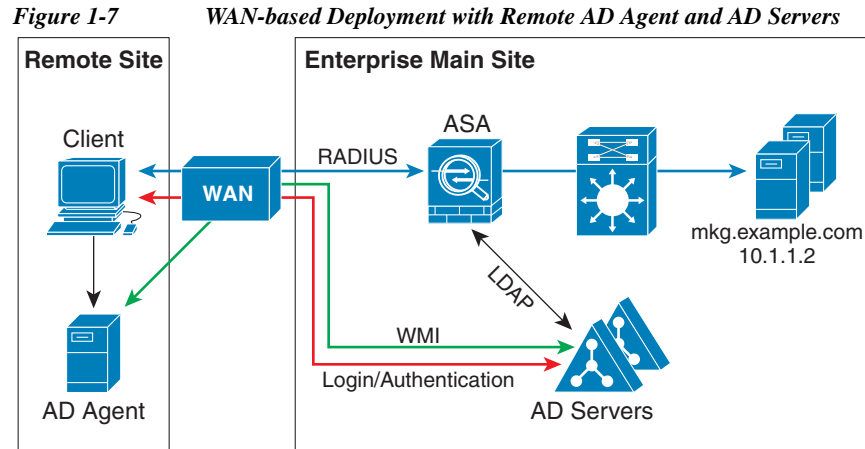 Figure 1-7 WAN-based Deployment with Remote AD Agent and AD Servers
Remote Site
Enterprise Main Site
Client
ASA
RADIUS
WAN
mkg.example.com
10.1.1.2
LDAP
WMI
Login/Authentication
AD Agent
AD Servers